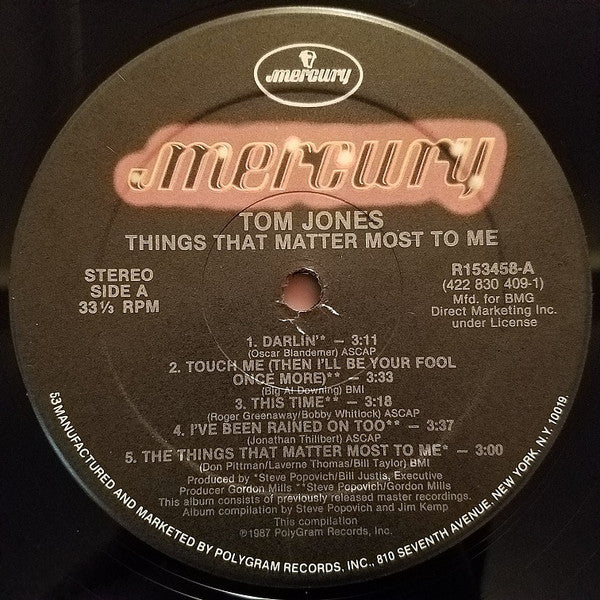 mercury
mercury
TOM JONES
THINGS THAT MATTER MOST TO ME
STEREO
SIDE A
33⅓ RPM
R153458-A
(422 830 409-1)
Mfd. for BMG
Direct Marketing Inc.
under License
1. DARLIN'* – 3:11
(Oscar Blandemer) ASCAP
2. TOUCH ME (THEN I'LL BE YOUR FOOL
ONCE MORE)** – 3:33
(Big Al Downing) BMI
3. THIS TIME** – 3:18
(Roger Greenaway/Bobby Whitlock) ASCAP
4. I'VE BEEN RAINED ON TOO** – 3:37
(Jonathan Thilibert) ASCAP
5. THE THINGS THAT MATTER MOST TO ME* – 3:00
(Don Pittman/Laverne Thomas/Bill Taylor) BMI
Produced by *Steve Popovich/Bill Justis, Executive
Producer Gordon Mills **Steve Popovich/Gordon Mills
This album consists of previously released master recordings.
Album compilation by Steve Popovich and Jim Kemp
This compilation
℗1987 PolyGram Records, Inc.
53 MANUFACTURED AND MARKETED BY POLYGRAM RECORDS, INC., 810 SEVENTH AVENUE, NEW YORK, N.Y. 10019.